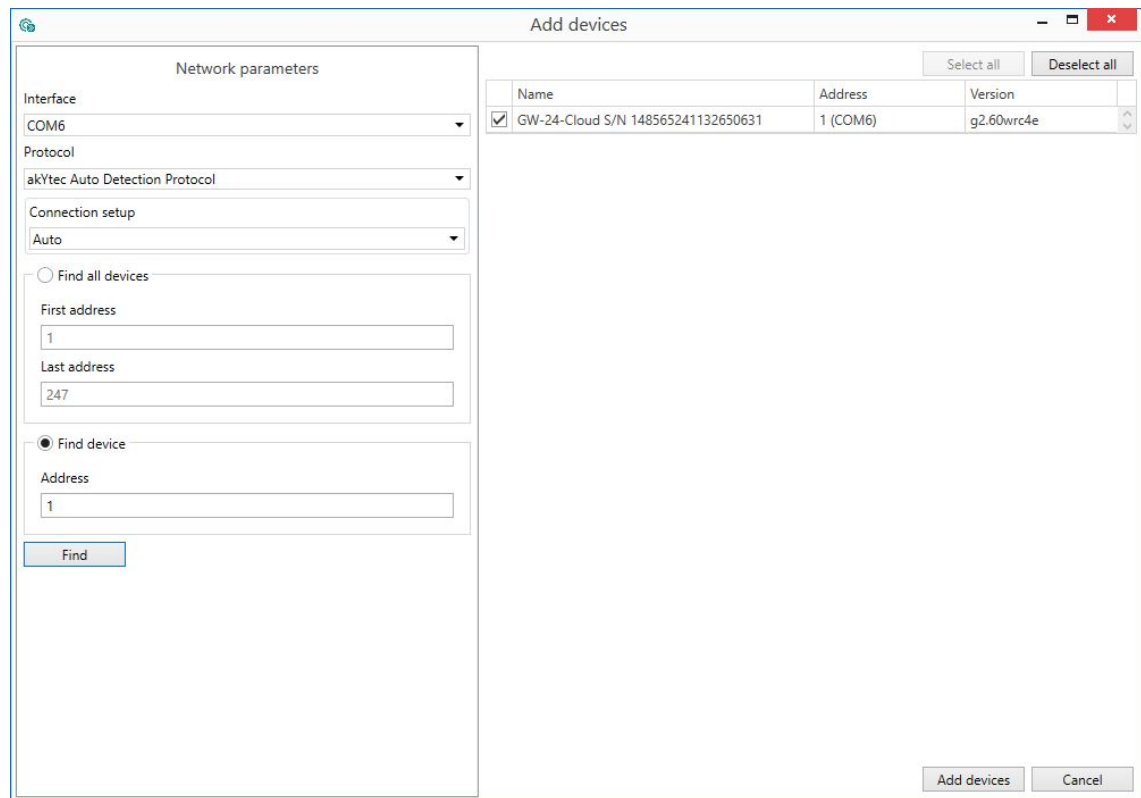 Add devices
Network parameters
Interface
COM6
Protocol
akYtec Auto Detection Protocol
Connection setup
Auto
Find all devices
First address
1
Last address
247
Find device
Address
1
Find
Select all
Deselect all
Name Address Version
GW-24-Cloud S/N 148565241132650631 1 (COM6) g2.60wrc4e
Add devices
Cancel